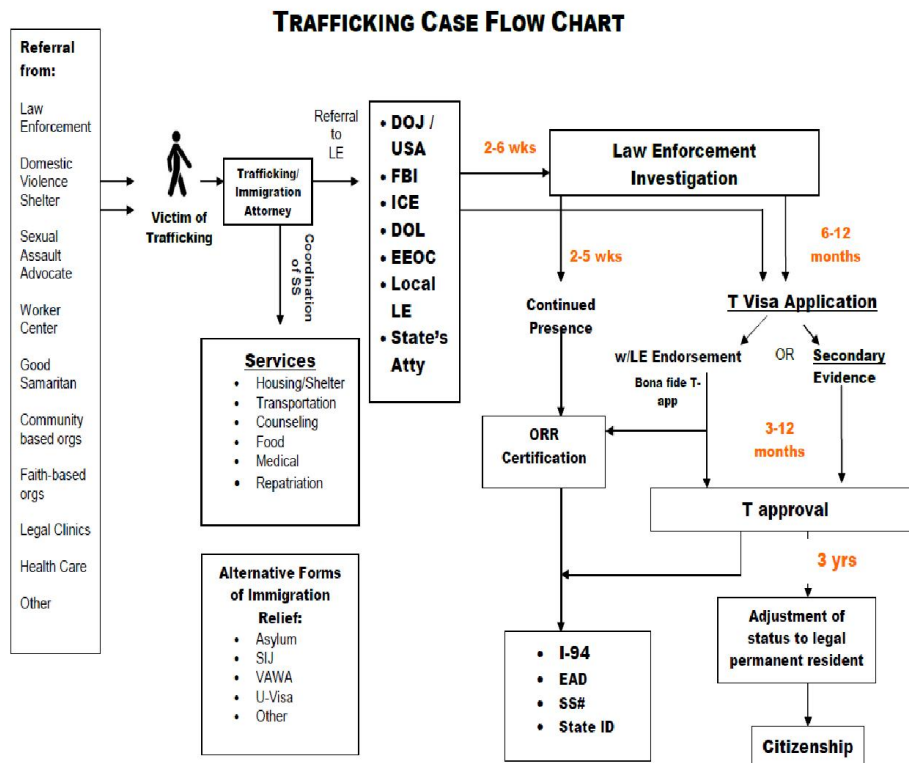 TRAFFICKING CASE FLOW CHART
Referral
from:
Law
Enforcement
Domestic
Violence
Shelter
Sexual
Assault
Advocate
Worker
Center
Good
Samaritan
Community
based orgs
Faith-based
orgs
Legal Clinics
Health Care
Other
Victim of
Trafficking
Trafficking/
Immigration
Attorney
Referral
to
LE
Coordination
of SS
Services
• Housing/Shelter
• Transportation
• Counseling
• Food
• Medical
• Repatriation
Alternative Forms
of Immigration
Relief:
• Asylum
• SIJ
• VAWA
• U-Visa
• Other
• DOJ /
USA
• FBI
• ICE
• DOL
• EEOC
• Local
LE
• State's
Atty
2-6 wks
Law Enforcement
Investigation
2-5 wks
6-12
months
Continued
Presence
T Visa Application
w/LE Endorsement
OR
Secondary
Evidence
Bona fide T-
app
ORR
Certification
3-12
months
T approval
3 yrs
Adjustment of
status to legal
permanent resident
• I-94
• EAD
• SS#
• State ID
Citizenship